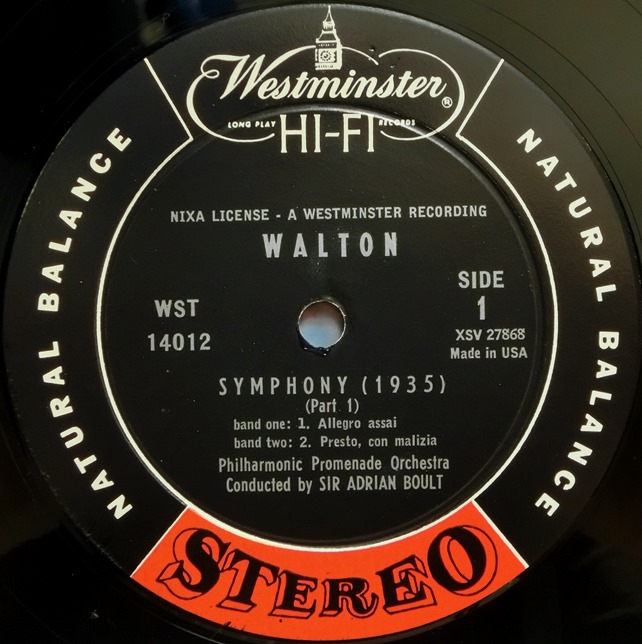 Westminster ®
LONG PLAY RECORDS
HI-FI
NATURAL BALANCE
NATURAL BALANCE
NIXA LICENSE - A WESTMINSTER RECORDING
WALTON
WST
14012
SIDE
1
XSV 27868
Made in USA
SYMPHONY (1935)
(Part 1)
band one: 1. Allegro assai
band two: 2. Presto, con malizia
Philharmonic Promenade Orchestra
Conducted by SIR ADRIAN BOULT
STEREO